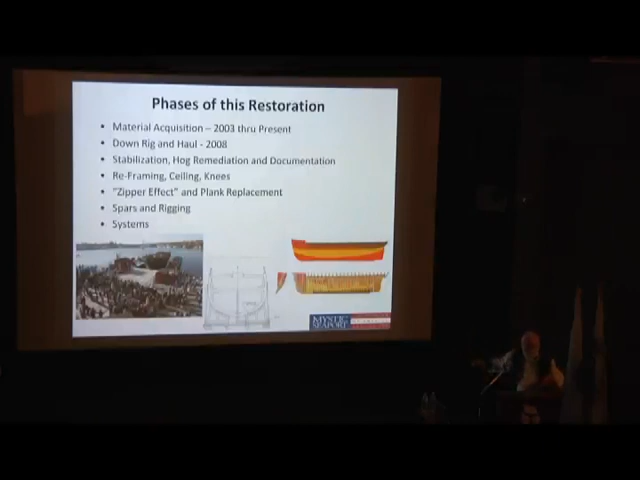 Phases of this Restoration
• Material Acquisition – 2003 thru Present
• Down Rig and Haul - 2008
• Stabilization, Hog Remediation and Documentation
• Re-Framing, Ceiling, Knees
• "Zipper Effect" and Plank Replacement
• Spars and Rigging
• Systems
MYSTIC
SEAPORT